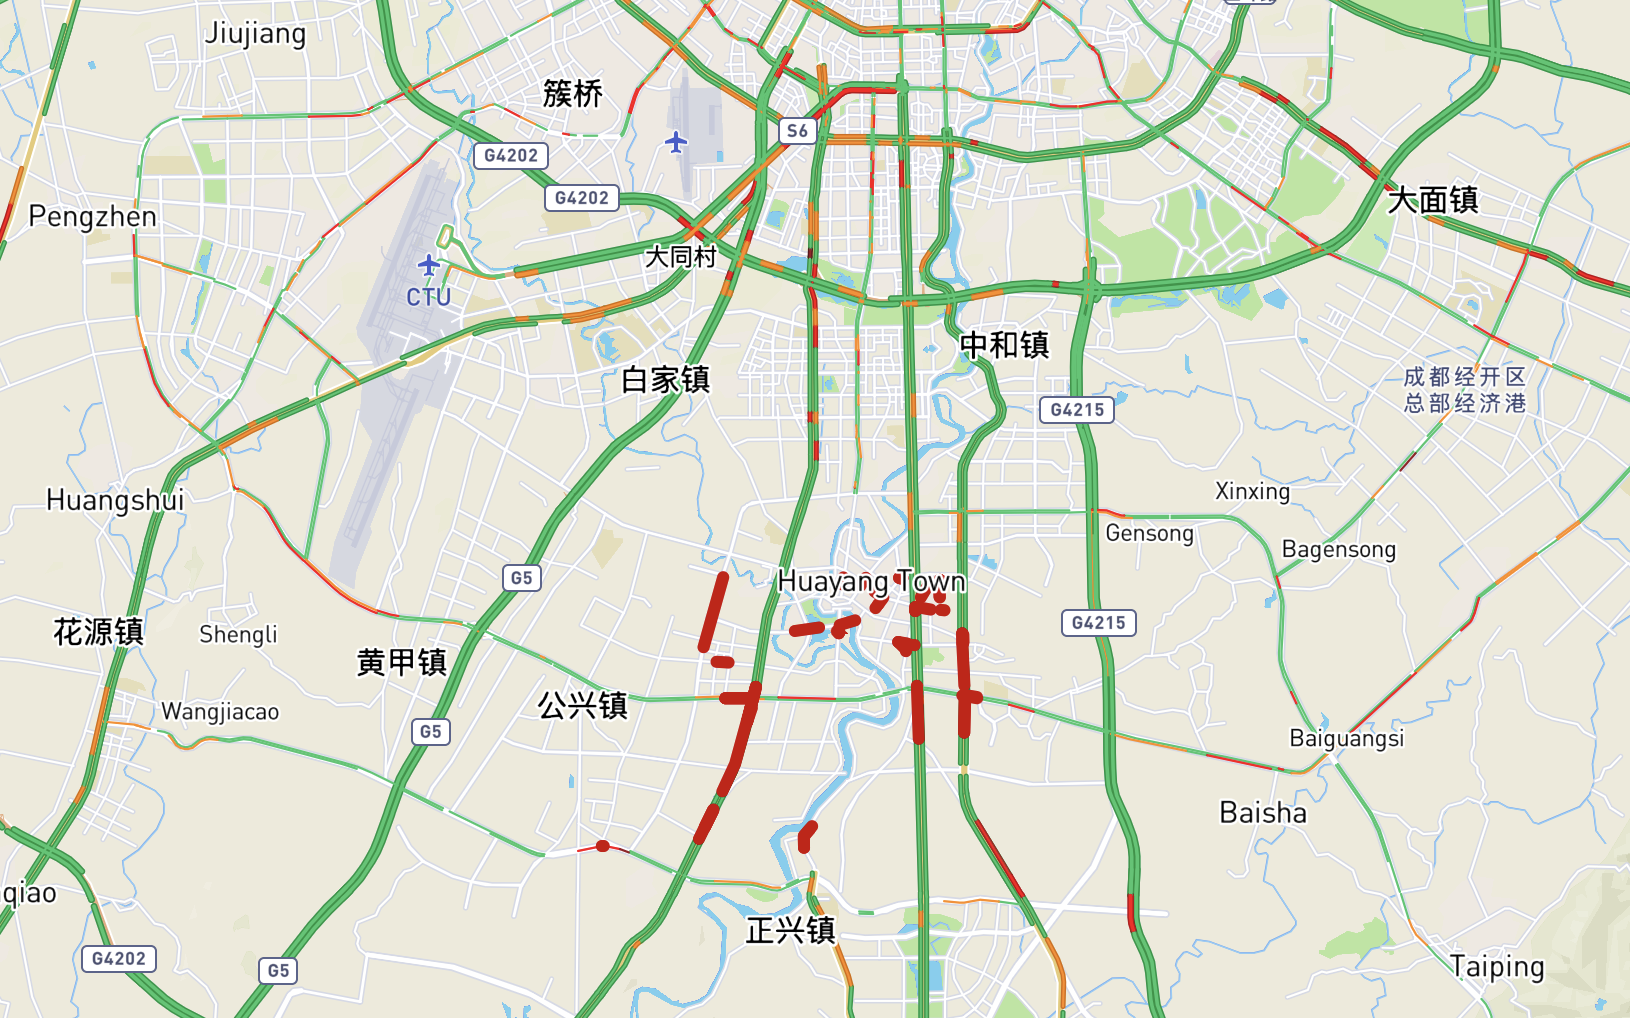 Jiujiang
簇桥
S6
G4202
G4202
大面镇
Pengzhen
大同村
CTU
中和镇
白家镇
成都经开区
总部经济港
G4215
Huangshui
Xinxing
Gensong
Bagensong
G5
Huayang Town
花源镇
Shengli
G4215
黄甲镇
公兴镇
Wangjiacao
G5
Baiguangsi
Baisha
qiao
正兴镇
G4202
G5
Taiping